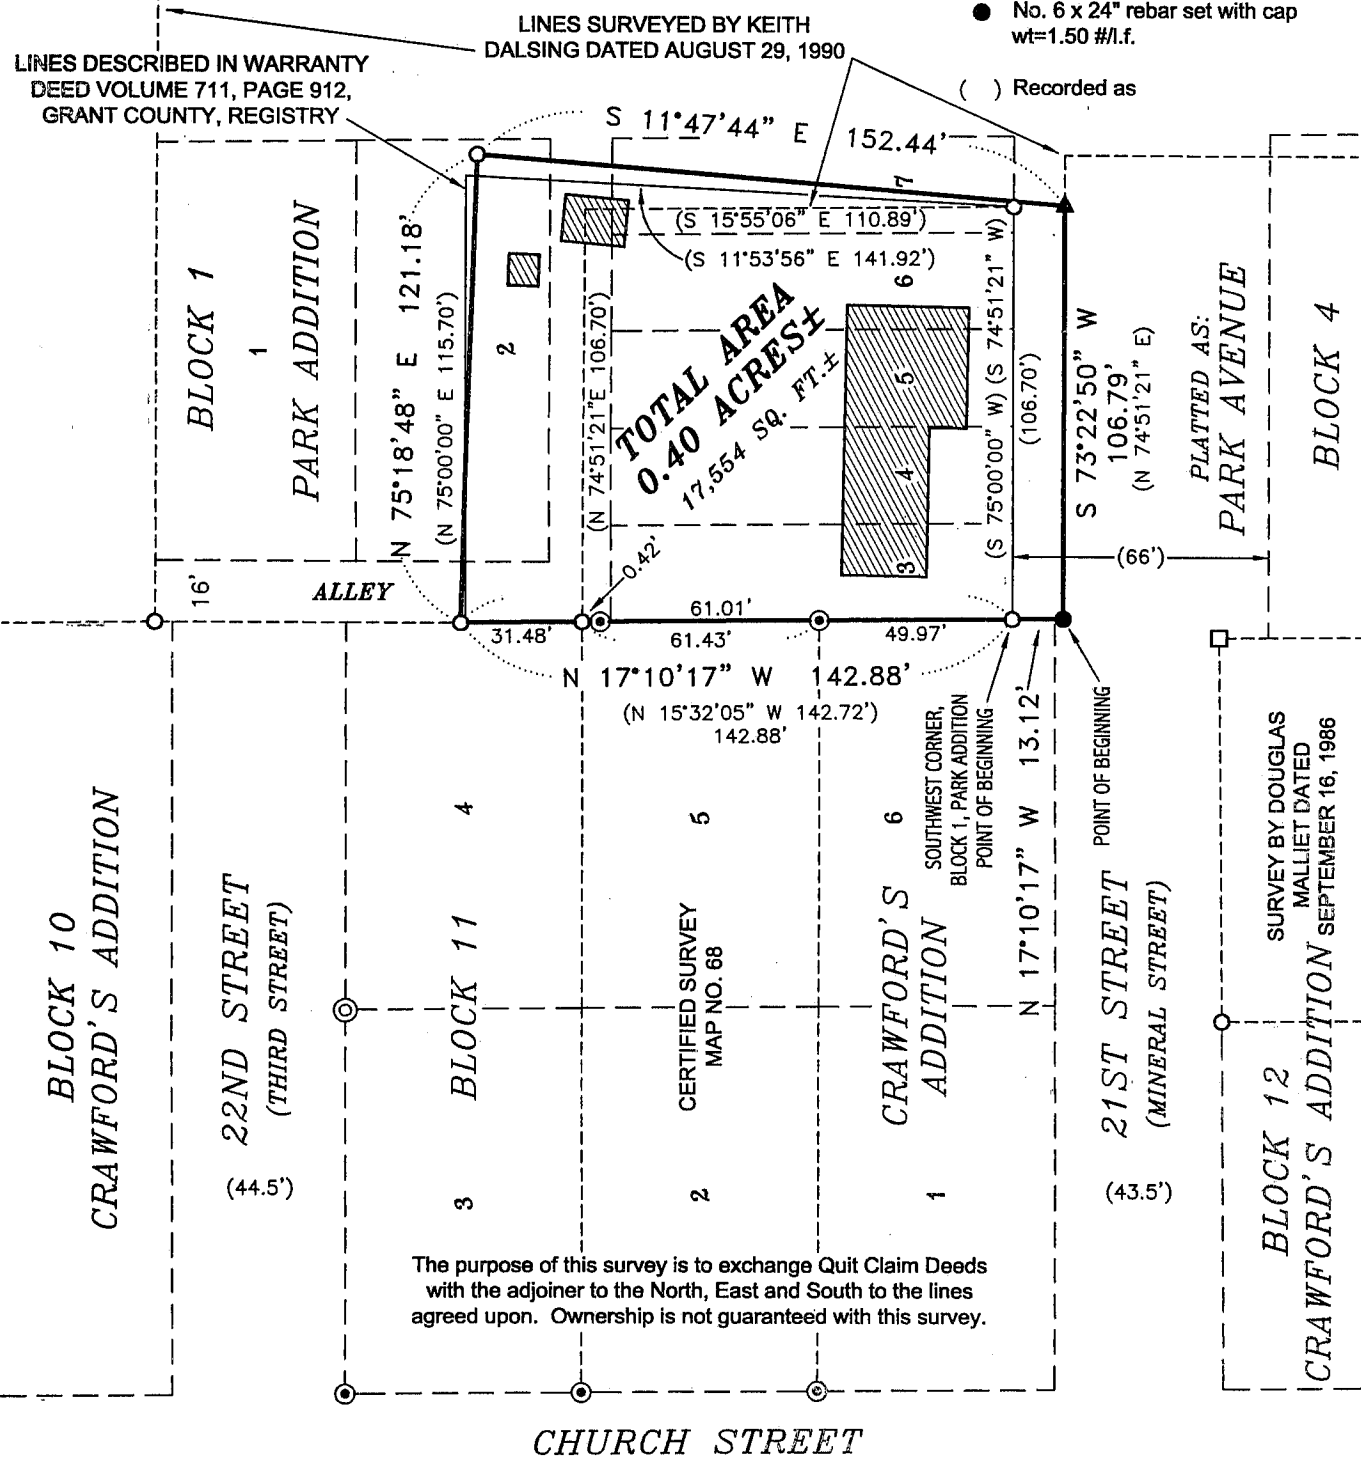 LINES SURVEYED BY KEITH
DALSING DATED AUGUST 29, 1990
No. 6 x 24" rebar set with cap
wt=1.50 #/l.f.
( ) Recorded as
LINES DESCRIBED IN WARRANTY
DEED VOLUME 711, PAGE 912,
GRANT COUNTY, REGISTRY
S 11°47'44" E 152.44'
7
(S 15°55'06" E 110.89')
(S 11°53'56" E 141.92')
6
BLOCK 1
1
PARK ADDITION
N 75°18'48" E 121.18'
(N 75°00'00" E 115.70')
2
(N 74°51'21"E 106.70')
TOTAL AREA
0.40 ACRES±
17,554 SQ. FT.±
5
4
3
(S 75°00'00" W) (S 74°51'21" W)
(106.70')
S 73°22'50" W
106.79'
(N 74°51'21" E)
PLATTED AS:
PARK AVENUE
BLOCK 4
(66')
16'
ALLEY
0.42'
61.01'
31.48'
61.43'
49.97'
N 17°10'17" W 142.88'
(N 15°32'05" W 142.72')
142.88'
SOUTHWEST CORNER,
BLOCK 1, PARK ADDITION
POINT OF BEGINNING
N 17°10'17" W 13.12'
POINT OF BEGINNING
4
5
6
BLOCK 10
CRAWFORD'S ADDITION
22ND STREET
(THIRD STREET)
(44.5')
BLOCK 11
CERTIFIED SURVEY
MAP NO. 68
CRAWFORD'S
ADDITION
21ST STREET
(MINERAL STREET)
(43.5')
SURVEY BY DOUGLAS
MALLIET DATED
SEPTEMBER 16, 1986
BLOCK 12
CRAWFORD'S ADDITION
3
2
1
The purpose of this survey is to exchange Quit Claim Deeds
with the adjoiner to the North, East and South to the lines
agreed upon. Ownership is not guaranteed with this survey.
CHURCH STREET